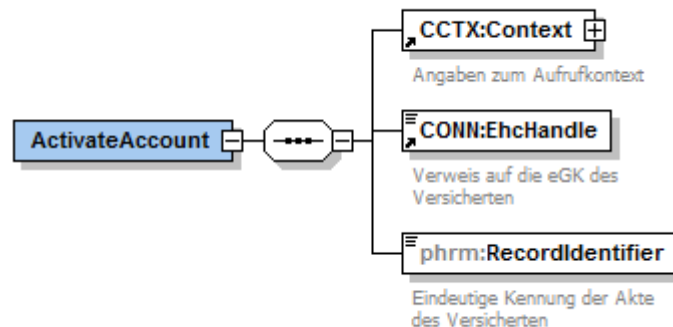 CCTX:Context
Angaben zum Aufrufkontext
ActivateAccount
CONN:EhcHandle
Verweis auf die eGK des
Versicherten
phrm:RecordIdentifier
Eindeutige Kennung der Akte
des Versicherten